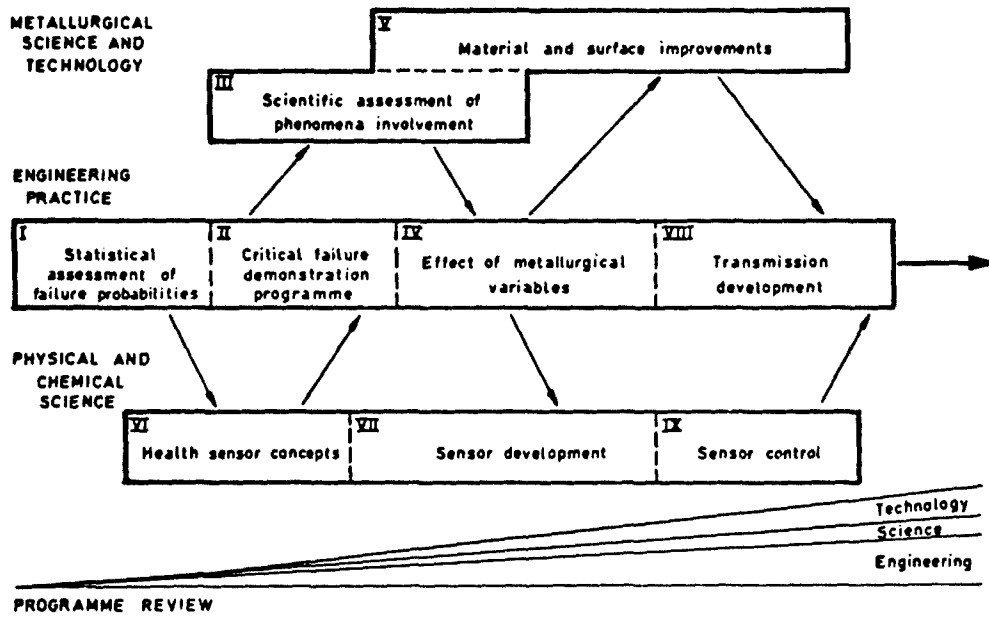 METALLURGICAL
SCIENCE AND
TECHNOLOGY
V
Material and surface improvements
III
Scientific assessment of
phenomena involvement
ENGINEERING
PRACTICE
I
Statistical
assessment of
failure probabilities
II
Critical failure
demonstration
programme
IV
Effect of metallurgical
variables
VIII
Transmission
development
PHYSICAL AND
CHEMICAL
SCIENCE
VI
Health sensor concepts
VII
Sensor development
IX
Sensor control
Technology
Science
Engineering
PROGRAMME REVIEW